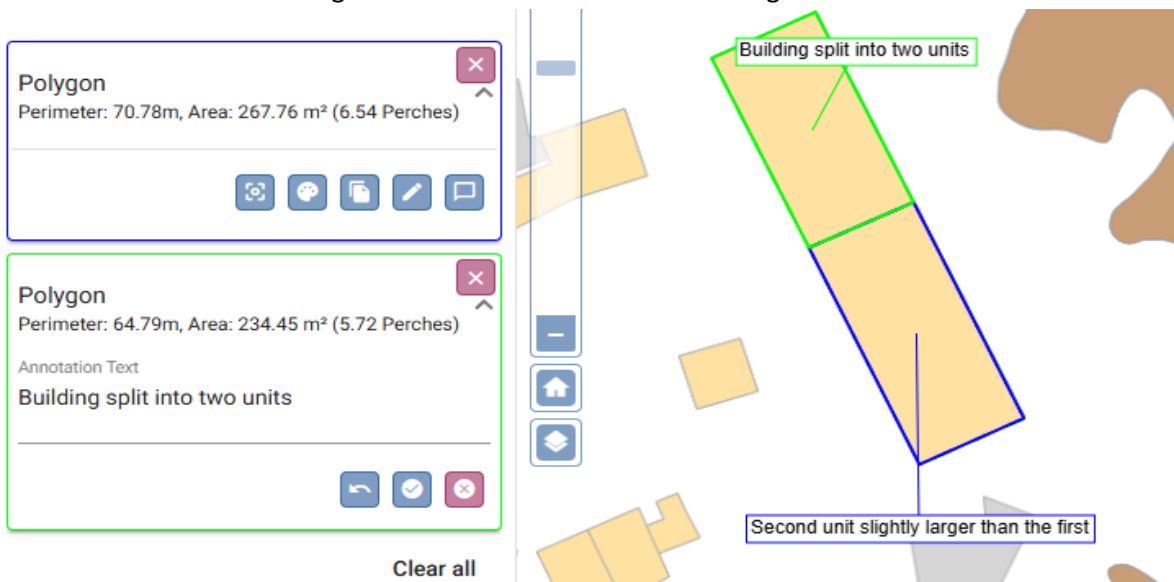 Polygon
Perimeter: 70.78m, Area: 267.76 m² (6.54 Perches)
Polygon
Perimeter: 64.79m, Area: 234.45 m² (5.72 Perches)
Annotation Text
Building split into two units
Clear all
Building split into two units
Second unit slightly larger than the first